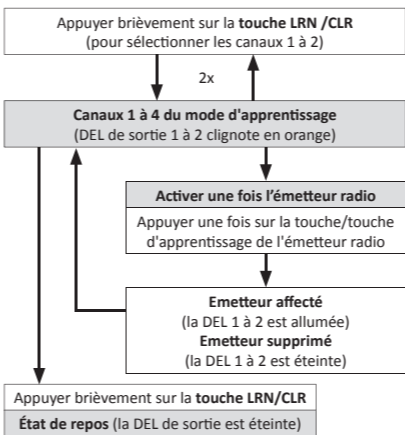 Appuyer brièvement sur la touche LRN /CLR
(pour sélectionner les canaux 1 à 2)
2x
Canaux 1 à 4 du mode d'apprentissage
(DEL de sortie 1 à 2 clignote en orange)
Activer une fois l'émetteur radio
Appuyer une fois sur la touche/touche
d'apprentissage de l'émetteur radio
Emetteur affecté
(la DEL 1 à 2 est allumée)
Emetteur supprimé
(la DEL 1 à 2 est éteinte)
Appuyer brièvement sur la touche LRN/CLR
État de repos (la DEL de sortie est éteinte)